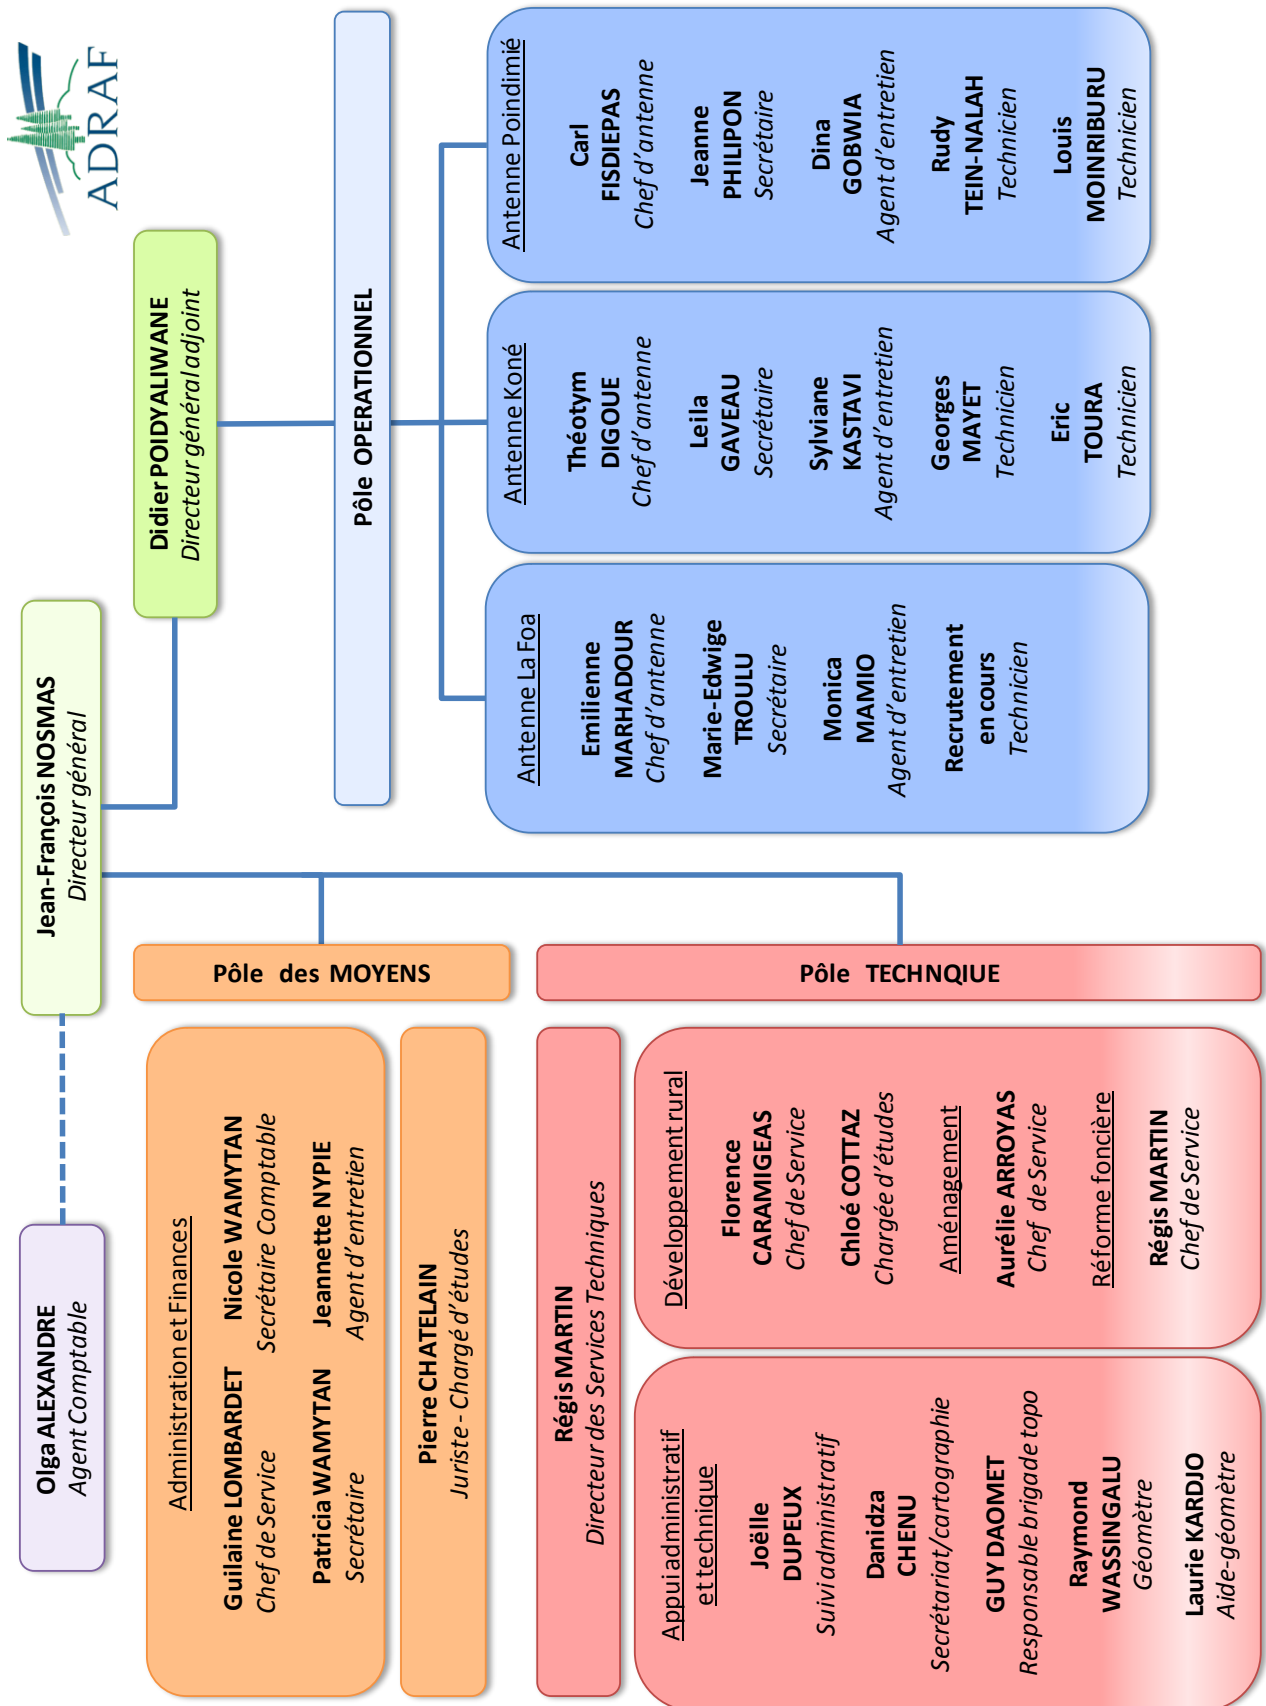 ADRAF
Jean-François NOSMAS
Directeur général
Olga ALEXANDRE
Agent Comptable
Didier POIDYALIWANE
Directeur général adjoint
Pôle des MOYENS
Administration et Finances
Guilaine LOMBARDET
Chef de Service
Nicole WAMYTAN
Secrétaire Comptable
Patricia WAMYTAN
Secrétaire
Jeannette NYPIE
Agent d'entretien
Pierre CHATELAIN
Juriste - Chargé d'études
Pôle TECHNQIUE
Régis MARTIN
Directeur des Services Techniques
Appui administratif
et technique
Joëlle
DUPEUX
Suivi administratif
Danidza
CHENU
Secrétariat/cartographie
GUY DAOMET
Responsable brigade topo
Raymond
WASSINGALU
Géomètre
Laurie KARDJO
Aide-géomètre
Développement rural
Florence
CARAMIGEAS
Chef de Service
Chloé COTTAZ
Chargée d'études
Aménagement
Aurélie ARROYAS
Chef de Service
Réforme foncière
Régis MARTIN
Chef de Service
Pôle OPERATIONNEL
Antenne La Foa
Emilienne
MARHADOUR
Chef d'antenne
Marie-Edwige
TROULU
Secrétaire
Monica
MAMIO
Agent d'entretien
Recrutement
en cours
Technicien
Antenne Koné
Théotym
DIGOUE
Chef d'antenne
Leila
GAVEAU
Secrétaire
Sylviane
KASTAVI
Agent d'entretien
Georges
MAYET
Technicien
Eric
TOURA
Technicien
Antenne Poindimié
Carl
FISDIEPAS
Chef d'antenne
Jeanne
PHILIPON
Secrétaire
Dina
GOBWIA
Agent d'entretien
Rudy
TEIN-NALAH
Technicien
Louis
MOINRIBURU
Technicien